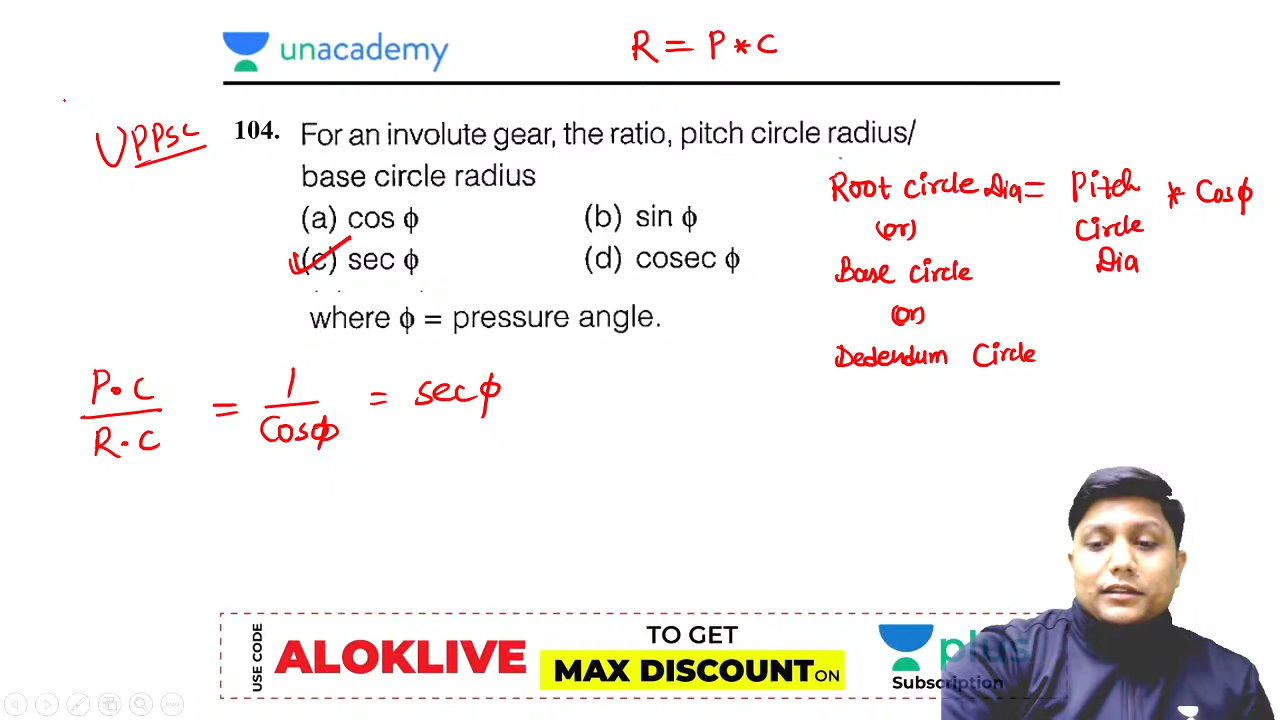 unacademy
R = P * C
UPPSC
104. For an involute gear, the ratio, pitch circle radius/
base circle radius
(a) cos ϕ (b) sin ϕ
(c) sec ϕ (d) cosec ϕ
where ϕ = pressure angle.
Root circle Dia = Pitch Circle Dia * Cosϕ
(or)
Base circle
(or)
Dedendum Circle
P.C / R.C = 1 / Cosϕ = secϕ
USE CODE
ALOKLIVE
TO GET
MAX DISCOUNT ON
plus
Subscription